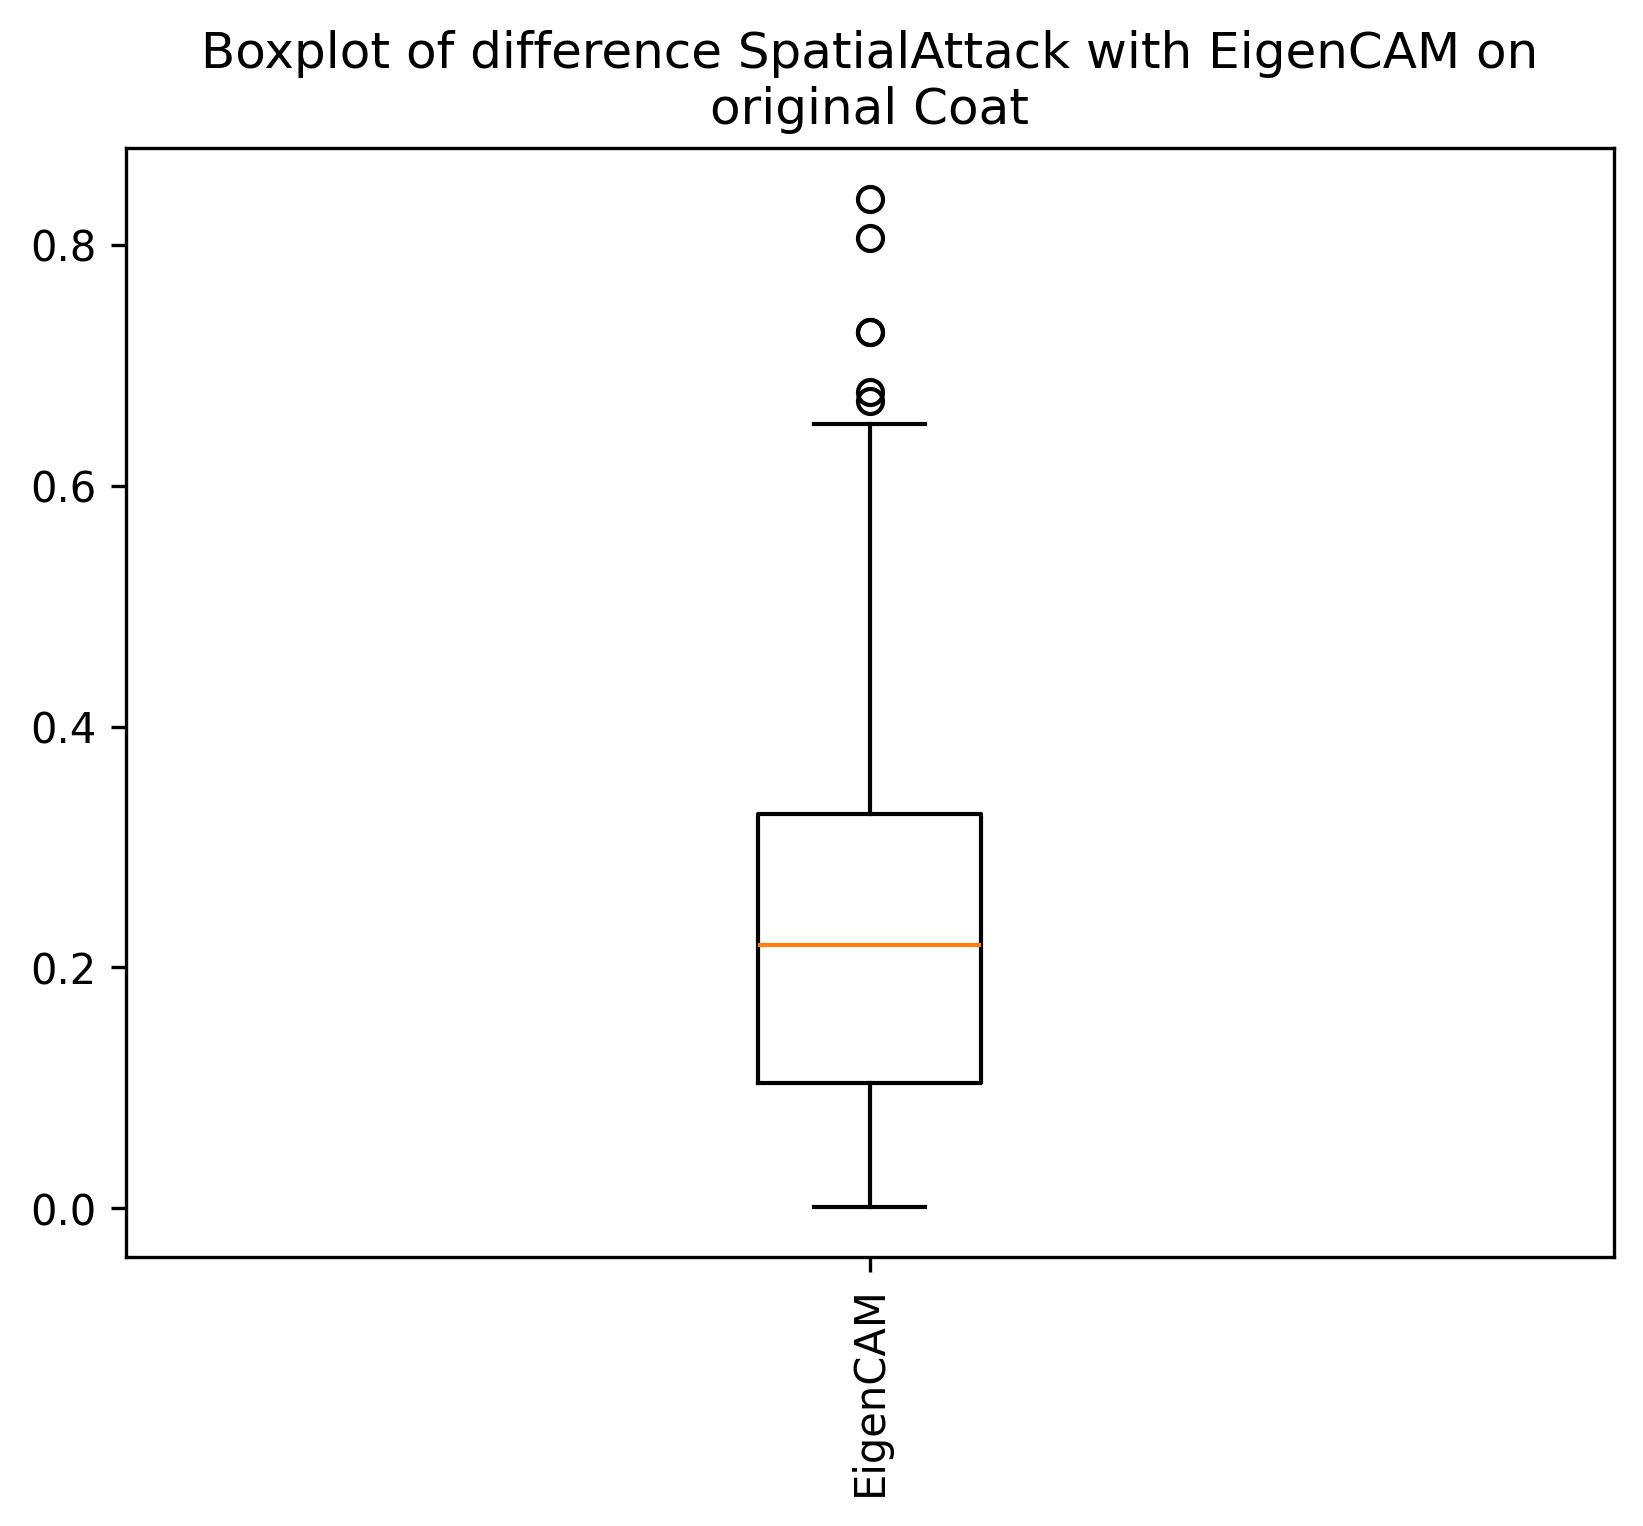 Boxplot of difference SpatialAttack with EigenCAM on
original Coat
0.8
0.6
0.4
0.2
0.0
EigenCAM